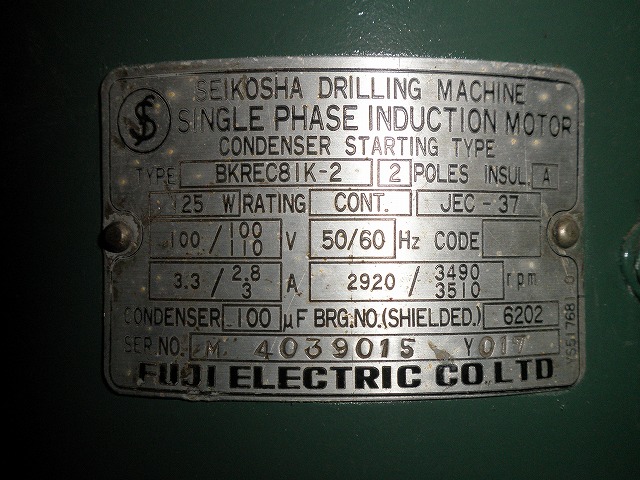 SEIKOSHA DRILLING MACHINE
SINGLE PHASE INDUCTION MOTOR
CONDENSER STARTING TYPE
TYPE BKREC81K-2 2 POLES INSUL. A
125 W RATING CONT. JEC-37
100 / 100 110 V 50/60 Hz CODE
3.3 / 2.8 3 A 2920 / 3490 3510 rpm
CONDENSER 100 μF BRG.NO.(SHIELDED.) 6202
SER.NO. M 4039015 Y017
FUJI ELECTRIC CO LTD